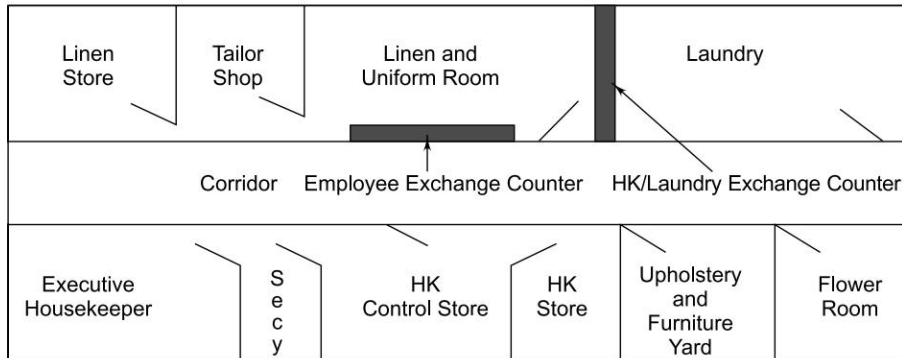 Linen
Store
Tailor
Shop
Linen and
Uniform Room
Laundry
Corridor
Employee Exchange Counter
HK/Laundry Exchange Counter
Executive
Housekeeper
S
e
c
y
HK
Control Store
HK
Store
Upholstery
and
Furniture
Yard
Flower
Room